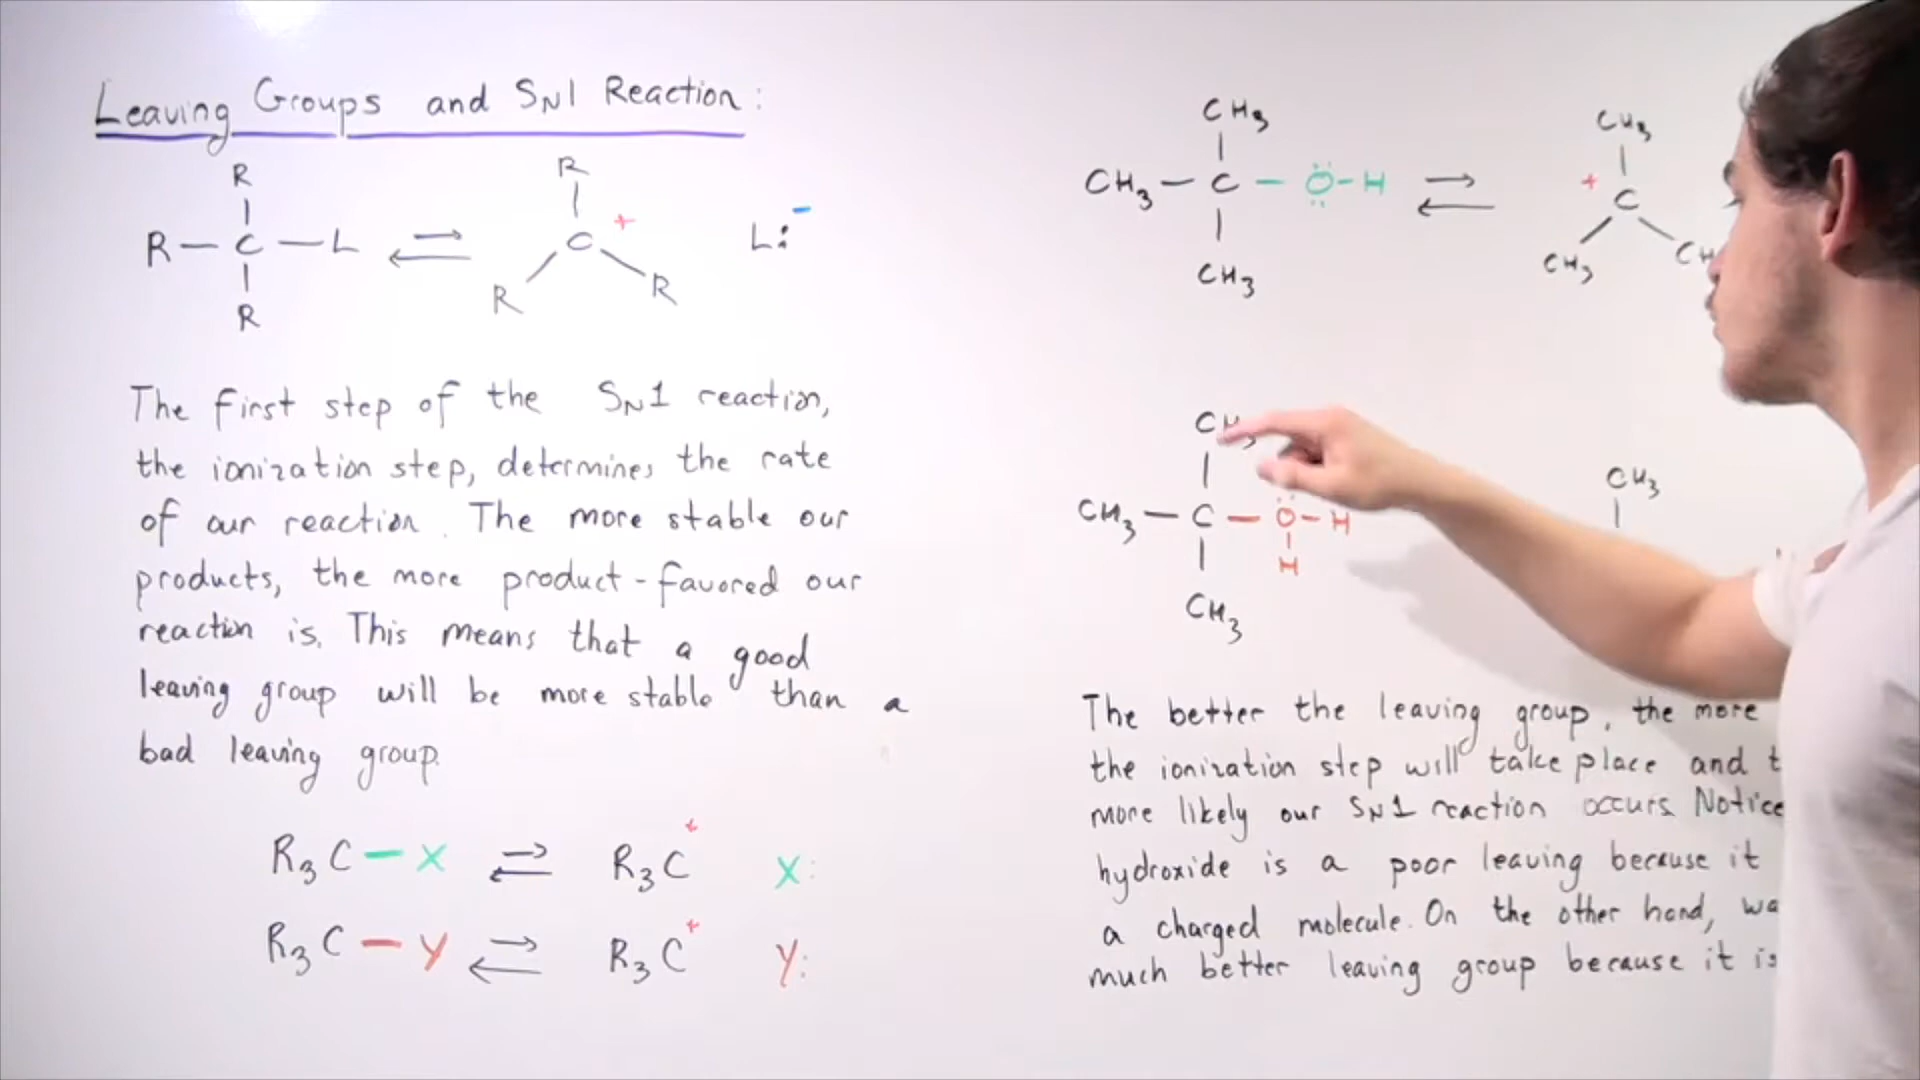 Leaving Groups and SN1 Reaction:
R
R — C — L ⇌ R C + R R L:⁻
R
The first step of the SN1 reaction,
the ionization step, determines the rate
of our reaction. The more stable our
products, the more product-favored our
reaction is. This means that a good
leaving group will be more stable than a
bad leaving group.
R₃C — X ⇌ R₃C⁺ X:
R₃C — Y ⇌ R₃C⁺ Y:
CH₃
CH₃ — C — O — H ⇌ + C
CH₃
CH₃
CH₃
CH₃
CH₃ — C — O — H
H
CH₃
CH₃
The better the leaving group, the more
the ionization step will take place and
more likely our SN1 reaction occurs. Notice
hydroxide is a poor leaving because it
a charged molecule. On the other hand,
much better leaving group because it is